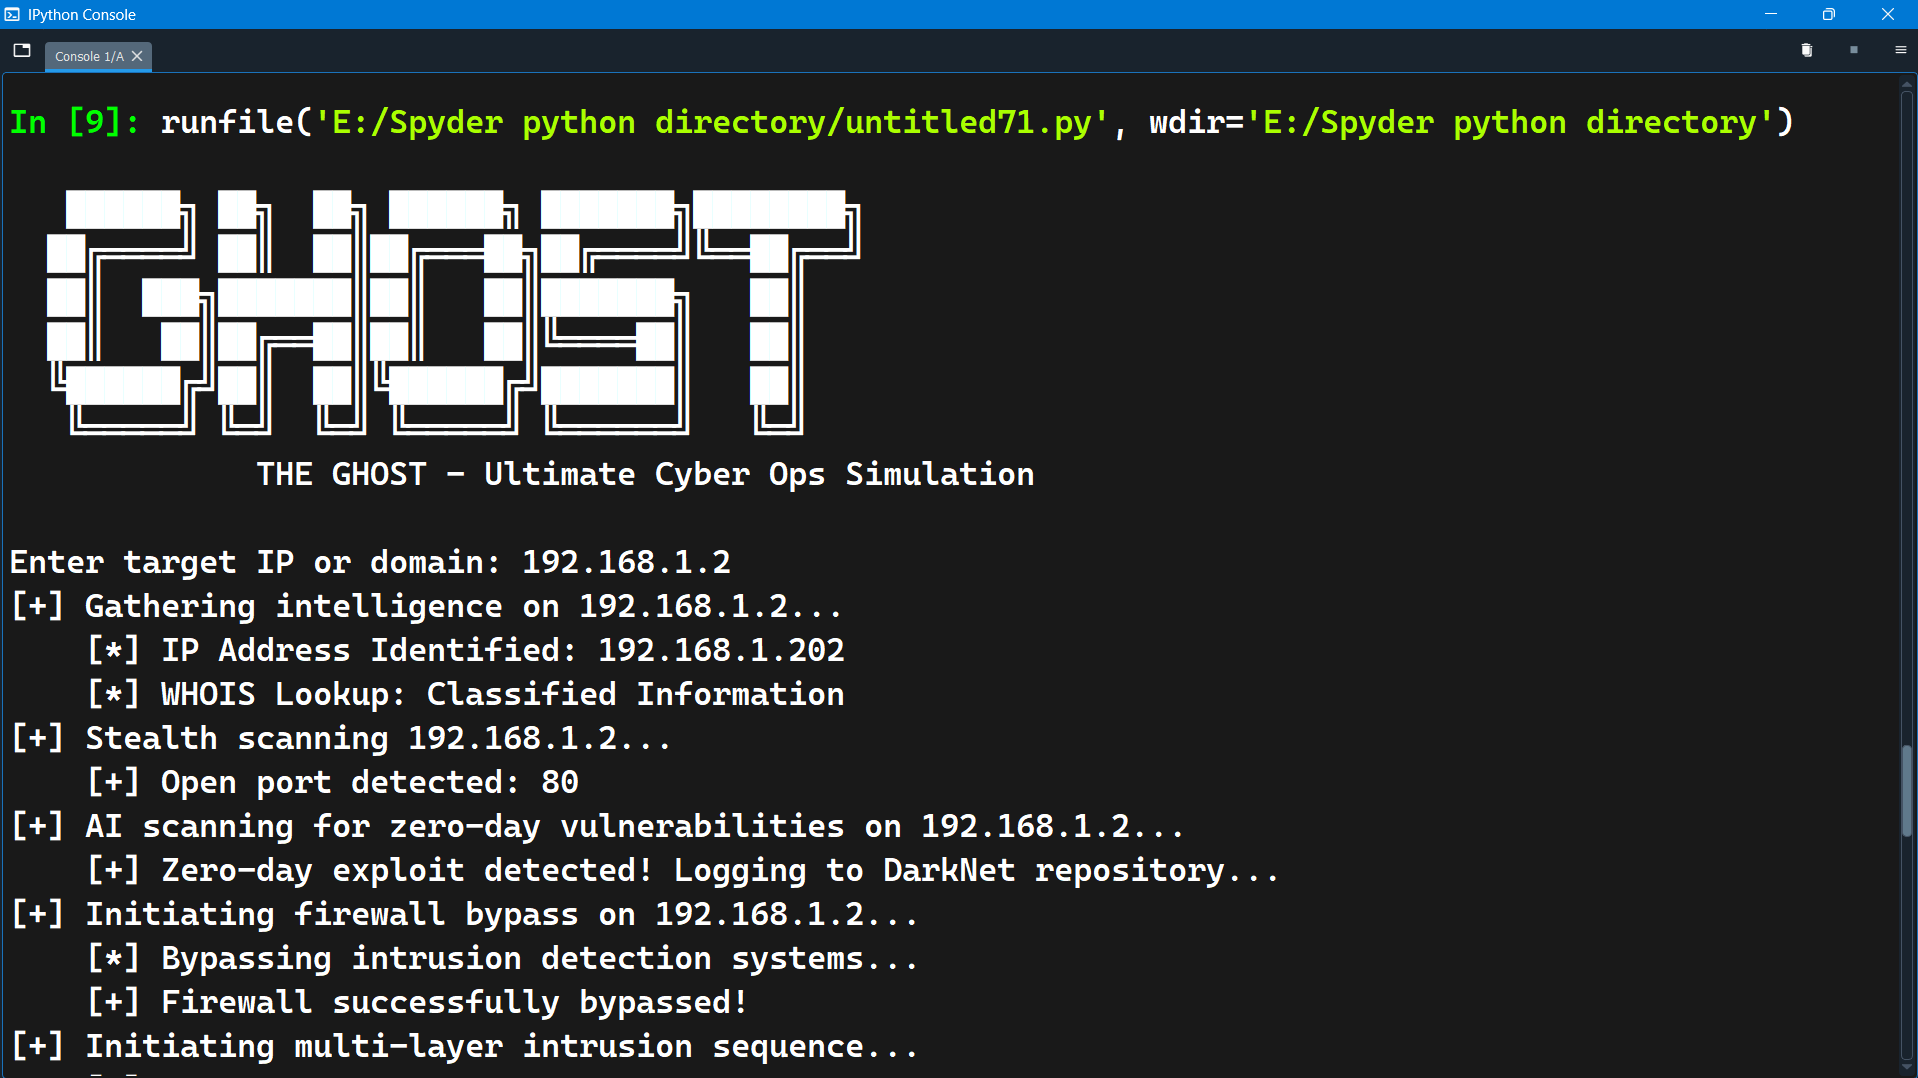 IPython Console
Console 1/A
In [9]: runfile('E:/Spyder python directory/untitled71.py', wdir='E:/Spyder python directory')
GHOST
THE GHOST - Ultimate Cyber Ops Simulation
Enter target IP or domain: 192.168.1.2
[+] Gathering intelligence on 192.168.1.2...
[*] IP Address Identified: 192.168.1.202
[*] WHOIS Lookup: Classified Information
[+] Stealth scanning 192.168.1.2...
[+] Open port detected: 80
[+] AI scanning for zero-day vulnerabilities on 192.168.1.2...
[+] Zero-day exploit detected! Logging to DarkNet repository...
[+] Initiating firewall bypass on 192.168.1.2...
[*] Bypassing intrusion detection systems...
[+] Firewall successfully bypassed!
[+] Initiating multi-layer intrusion sequence...